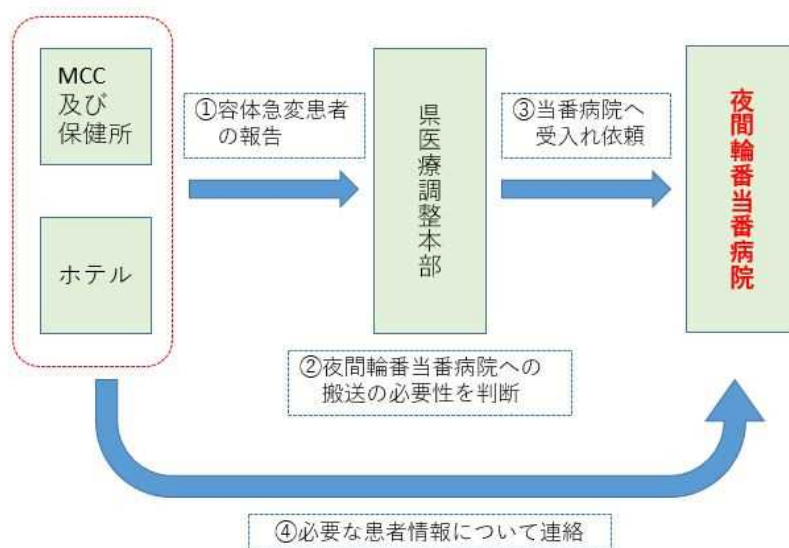 MCC
及び
保健所
ホテル
①容体急変患者
の報告
県医療調整本部
③当番病院へ
受入れ依頼
夜間輪番当番病院
②夜間輪番当番病院への
搬送の必要性を判断
④必要な患者情報について連絡